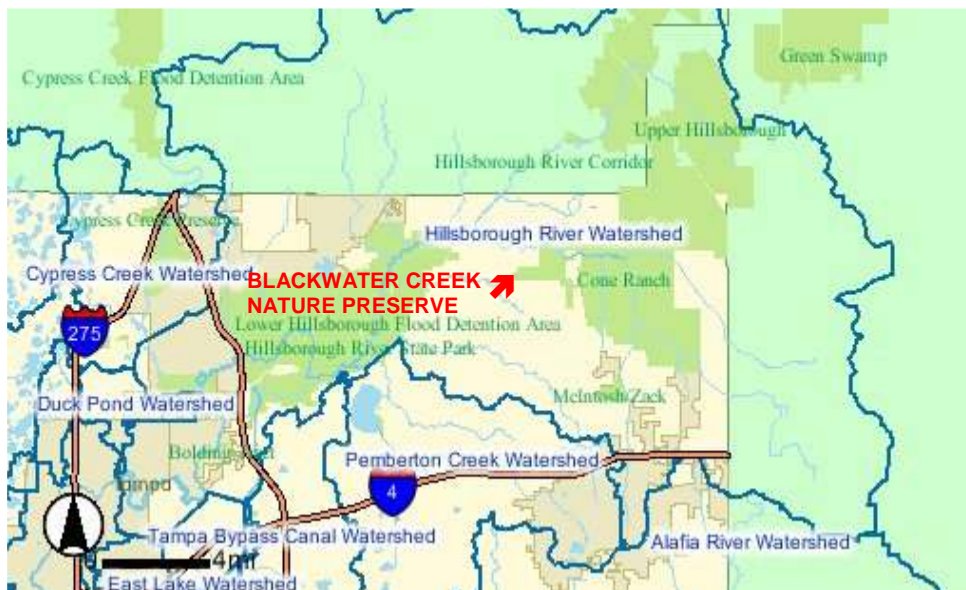 Green Swamp
Cypress Creek Flood Detention Area
Upper Hillsborough
Hillsborough River Corridor
Cypress Creek Preserve
Hillsborough River Watershed
Cypress Creek Watershed
BLACKWATER CREEK
NATURE PRESERVE
Cone Ranch
275
Lower Hillsborough Flood Detention Area
Hillsborough River State Park
McIntosh/Zack
Duck Pond Watershed
Pemberton Creek Watershed
4
Tampa Bypass Canal Watershed
Alafia River Watershed
0
4mi
East Lake Watershed